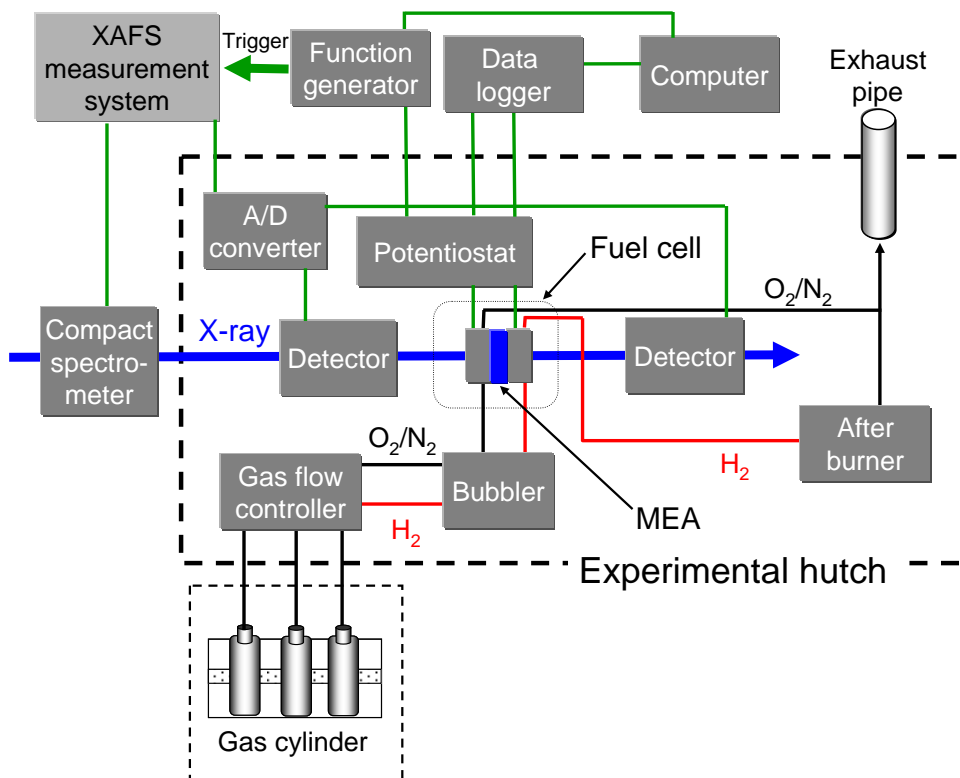 XAFS
measurement
system
Trigger
Function
generator
Data
logger
Computer
Exhaust
pipe
A/D
converter
Potentiostat
Fuel cell
O₂/N₂
Compact
spectro-
meter
X-ray
Detector
Detector
O₂/N₂
Gas flow
controller
H₂
Bubbler
MEA
H₂
After
burner
Experimental hutch
Gas cylinder